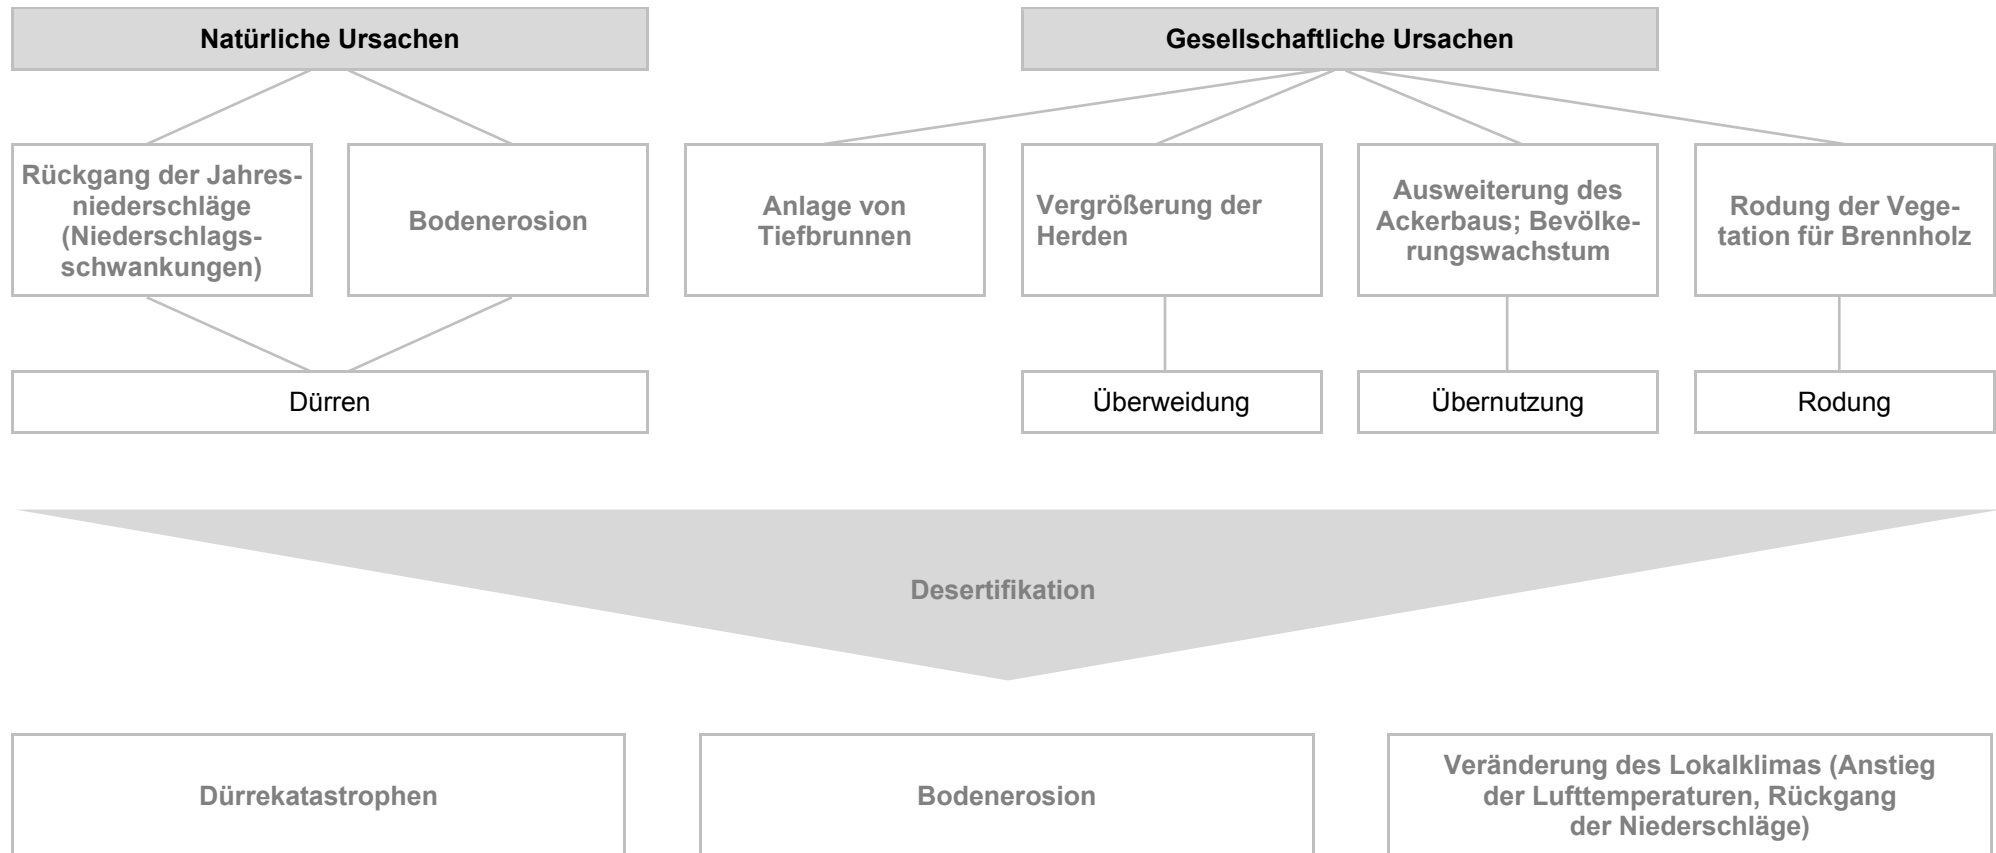 Natürliche Ursachen
Gesellschaftliche Ursachen
Rückgang der Jahres-
niederschläge
(Niederschlags-
schwankungen)
Bodenerosion
Anlage von
Tiefbrunnen
Vergrößerung der
Herden
Ausweiterung des
Ackerbaus; Bevölke-
rungswachstum
Rodung der Vege-
tation für Brennholz
Dürren
Überweidung
Übernutzung
Rodung
Desertifikation
Dürrekatastrophen
Bodenerosion
Veränderung des Lokalklimas (Anstieg
der Lufttemperaturen, Rückgang
der Niederschläge)